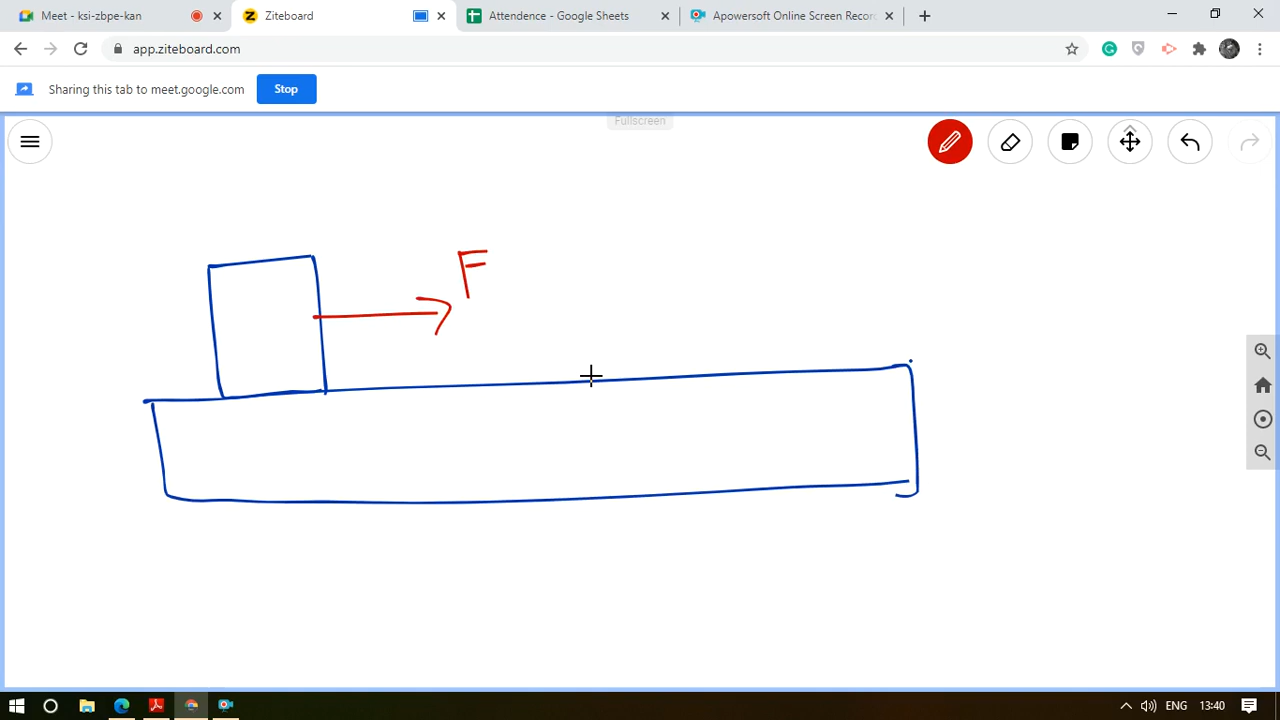 Meet - ksi-zbpe-kan
Ziteboard
Attendence - Google Sheets
Apowersoft Online Screen Recor
app.ziteboard.com
Sharing this tab to meet.google.com
Stop
Fullscreen
F
ENG
13:40